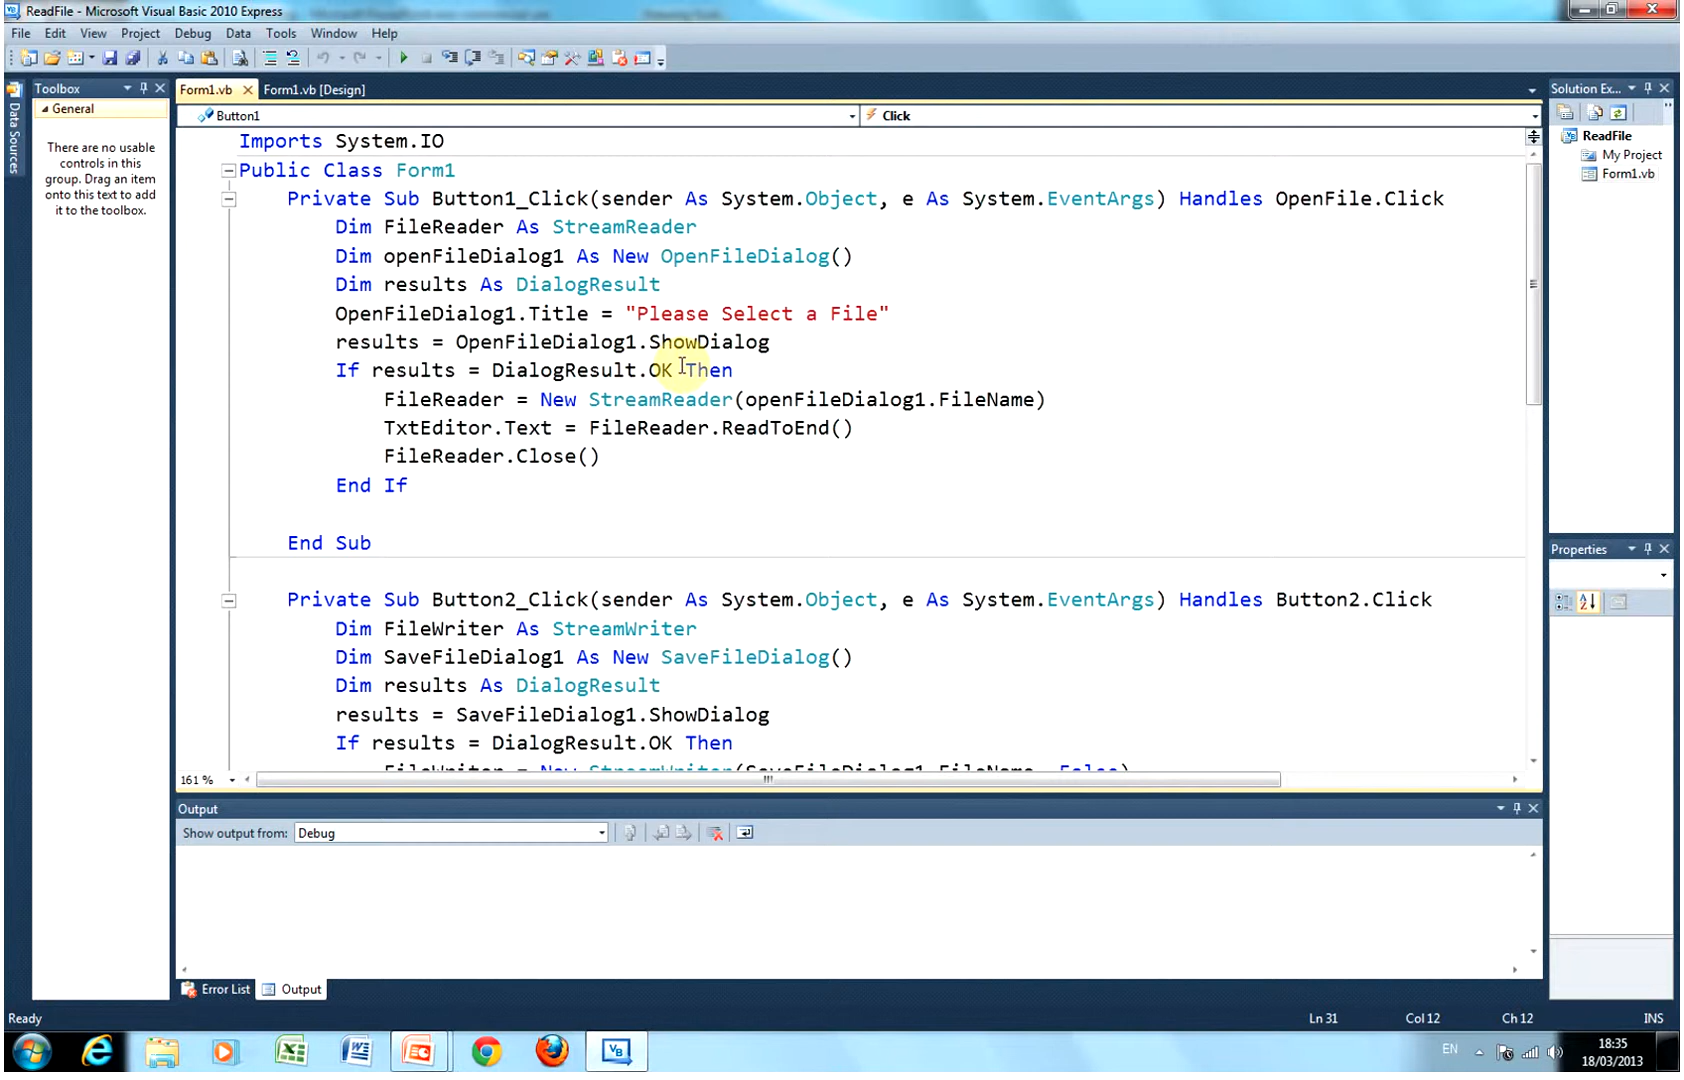 ReadFile - Microsoft Visual Basic 2010 Express
File Edit View Project Debug Data Tools Window Help
Data Sources
Toolbox
General
There are no usable
controls in this
group. Drag an item
onto this text to add
it to the toolbox.
Form1.vb Form1.vb [Design]
Button1 Click
Imports System.IO
Public Class Form1
Private Sub Button1_Click(sender As System.Object, e As System.EventArgs) Handles OpenFile.Click
Dim FileReader As StreamReader
Dim openFileDialog1 As New OpenFileDialog()
Dim results As DialogResult
OpenFileDialog1.Title = "Please Select a File"
results = OpenFileDialog1.ShowDialog
If results = DialogResult.OK Then
FileReader = New StreamReader(openFileDialog1.FileName)
TxtEditor.Text = FileReader.ReadToEnd()
FileReader.Close()
End If
End Sub
Private Sub Button2_Click(sender As System.Object, e As System.EventArgs) Handles Button2.Click
Dim FileWriter As StreamWriter
Dim SaveFileDialog1 As New SaveFileDialog()
Dim results As DialogResult
results = SaveFileDialog1.ShowDialog
If results = DialogResult.OK Then
FileWriter = New StreamWriter(SaveFileDialog1.FileName, False)
161 %
Output
Show output from: Debug
Error List Output
Solution Ex...
ReadFile
My Project
Form1.vb
Properties
Ready Ln 31 Col 12 Ch 12 INS
EN
18:35
18/03/2013